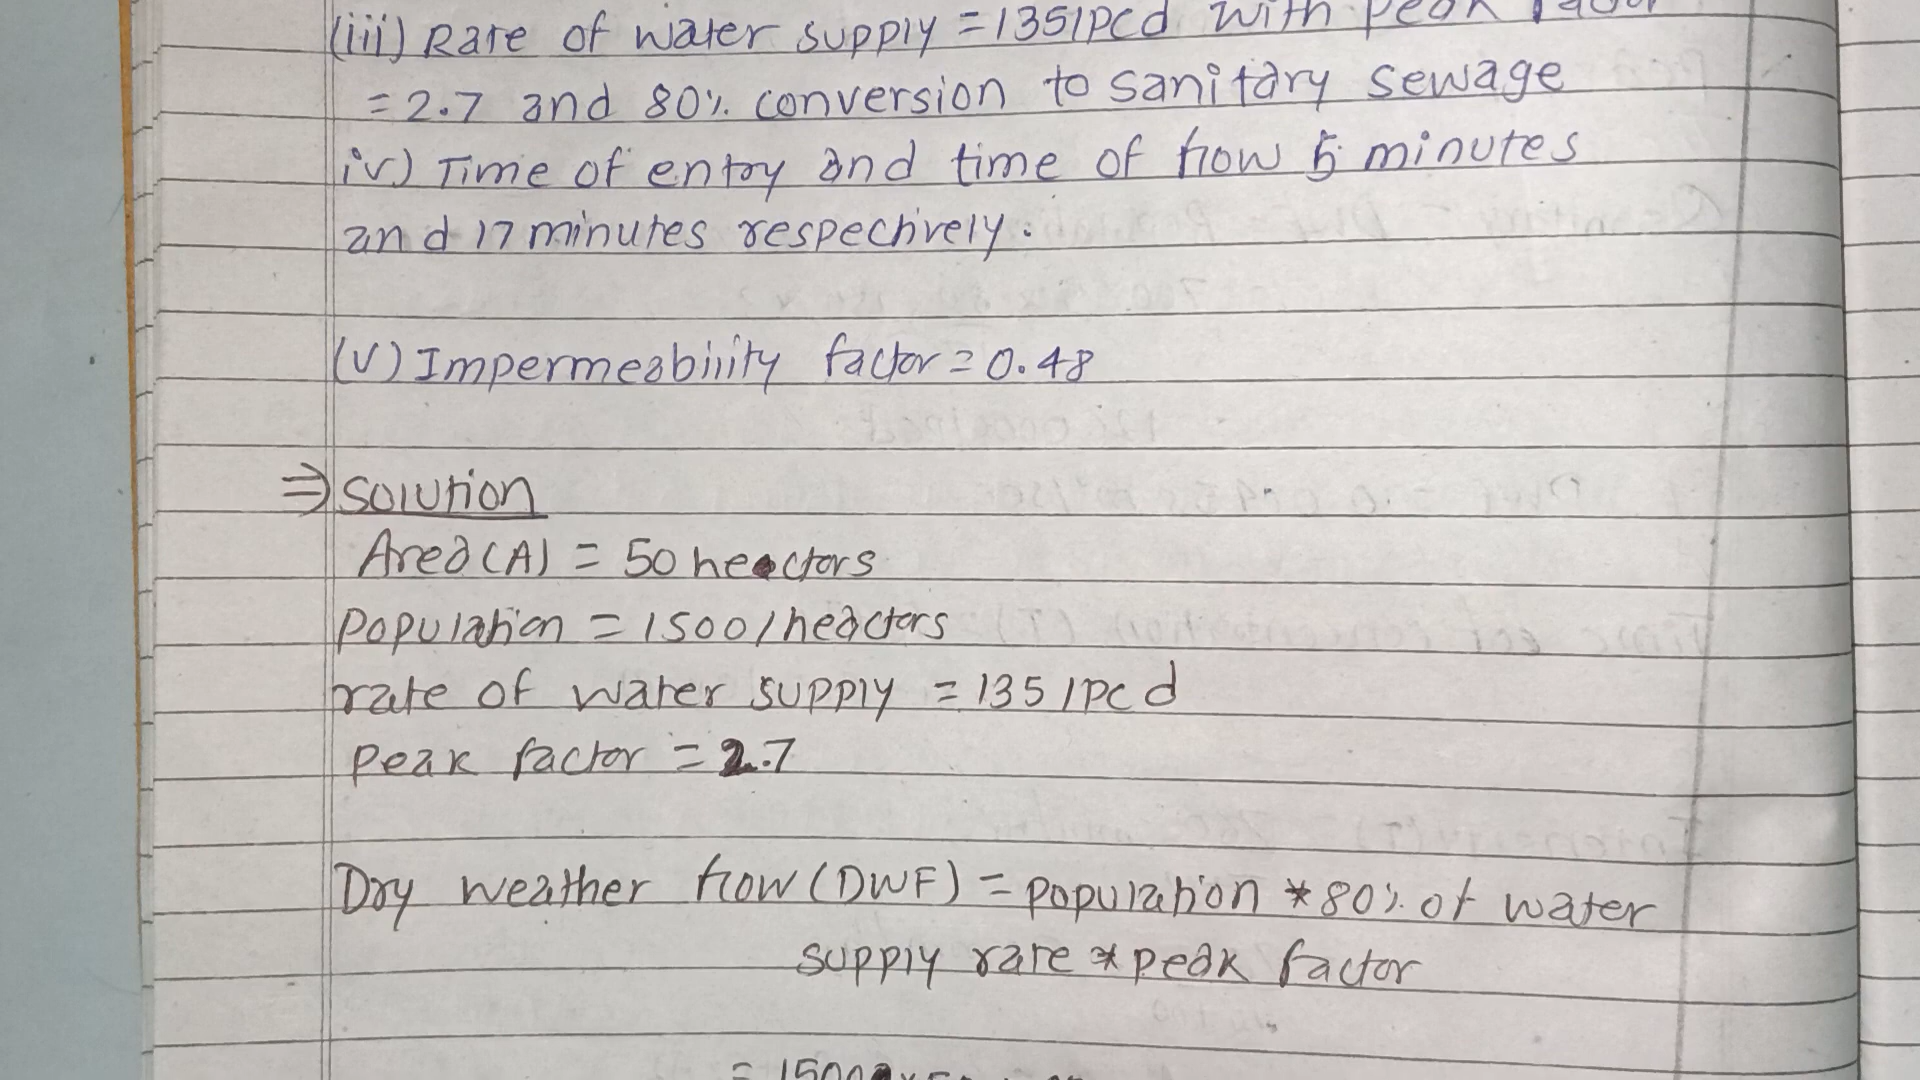 (iii) Rate of water supply = 135lpcd with peak factor
= 2.7 and 80% conversion to sanitary sewage
iv) Time of entry and time of flow 5 minutes
and 17 minutes respectively.
(v) Impermeability factor = 0.48
⇒ Solution
Area (A) = 50 heactors
Population = 1500/heactors
rate of water supply = 135 lpcd
Peak factor = 2.7
Dry weather flow (DWF) = Population * 80% of water
supply rate * peak factor